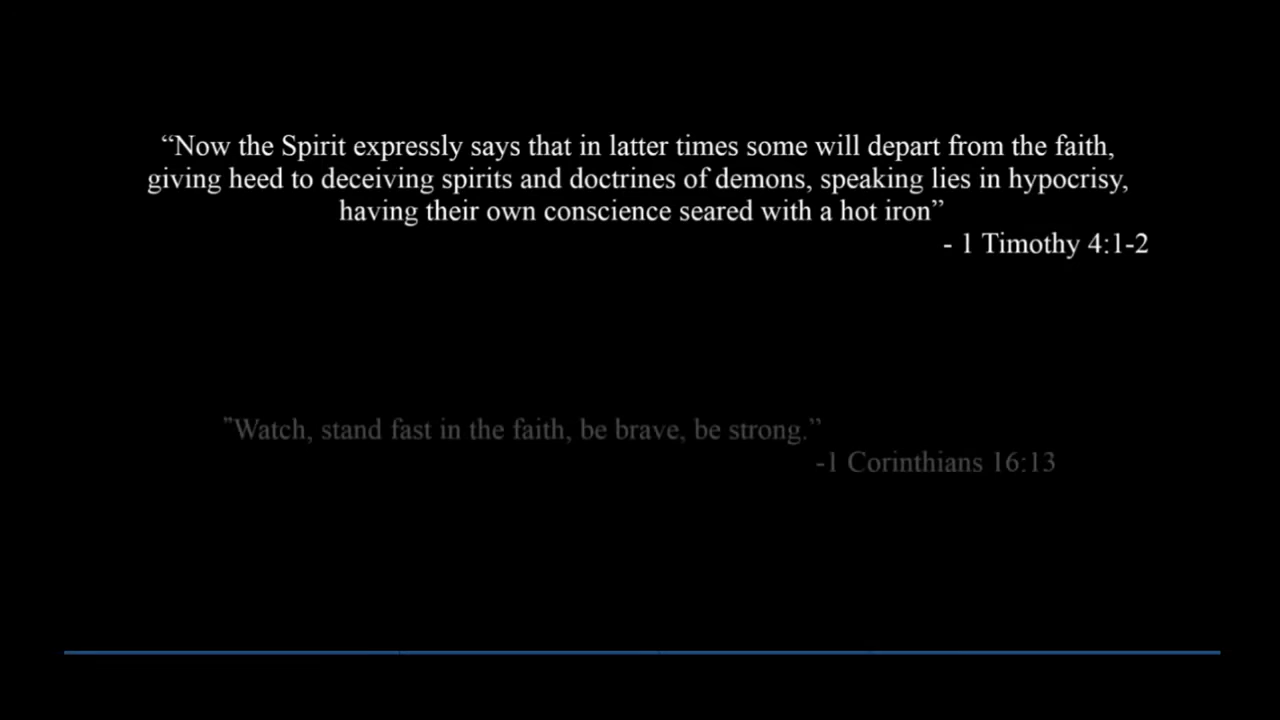 “Now the Spirit expressly says that in latter times some will depart from the faith,
giving heed to deceiving spirits and doctrines of demons, speaking lies in hypocrisy,
having their own conscience seared with a hot iron”
- 1 Timothy 4:1-2
"Watch, stand fast in the faith, be brave, be strong.”
-1 Corinthians 16:13